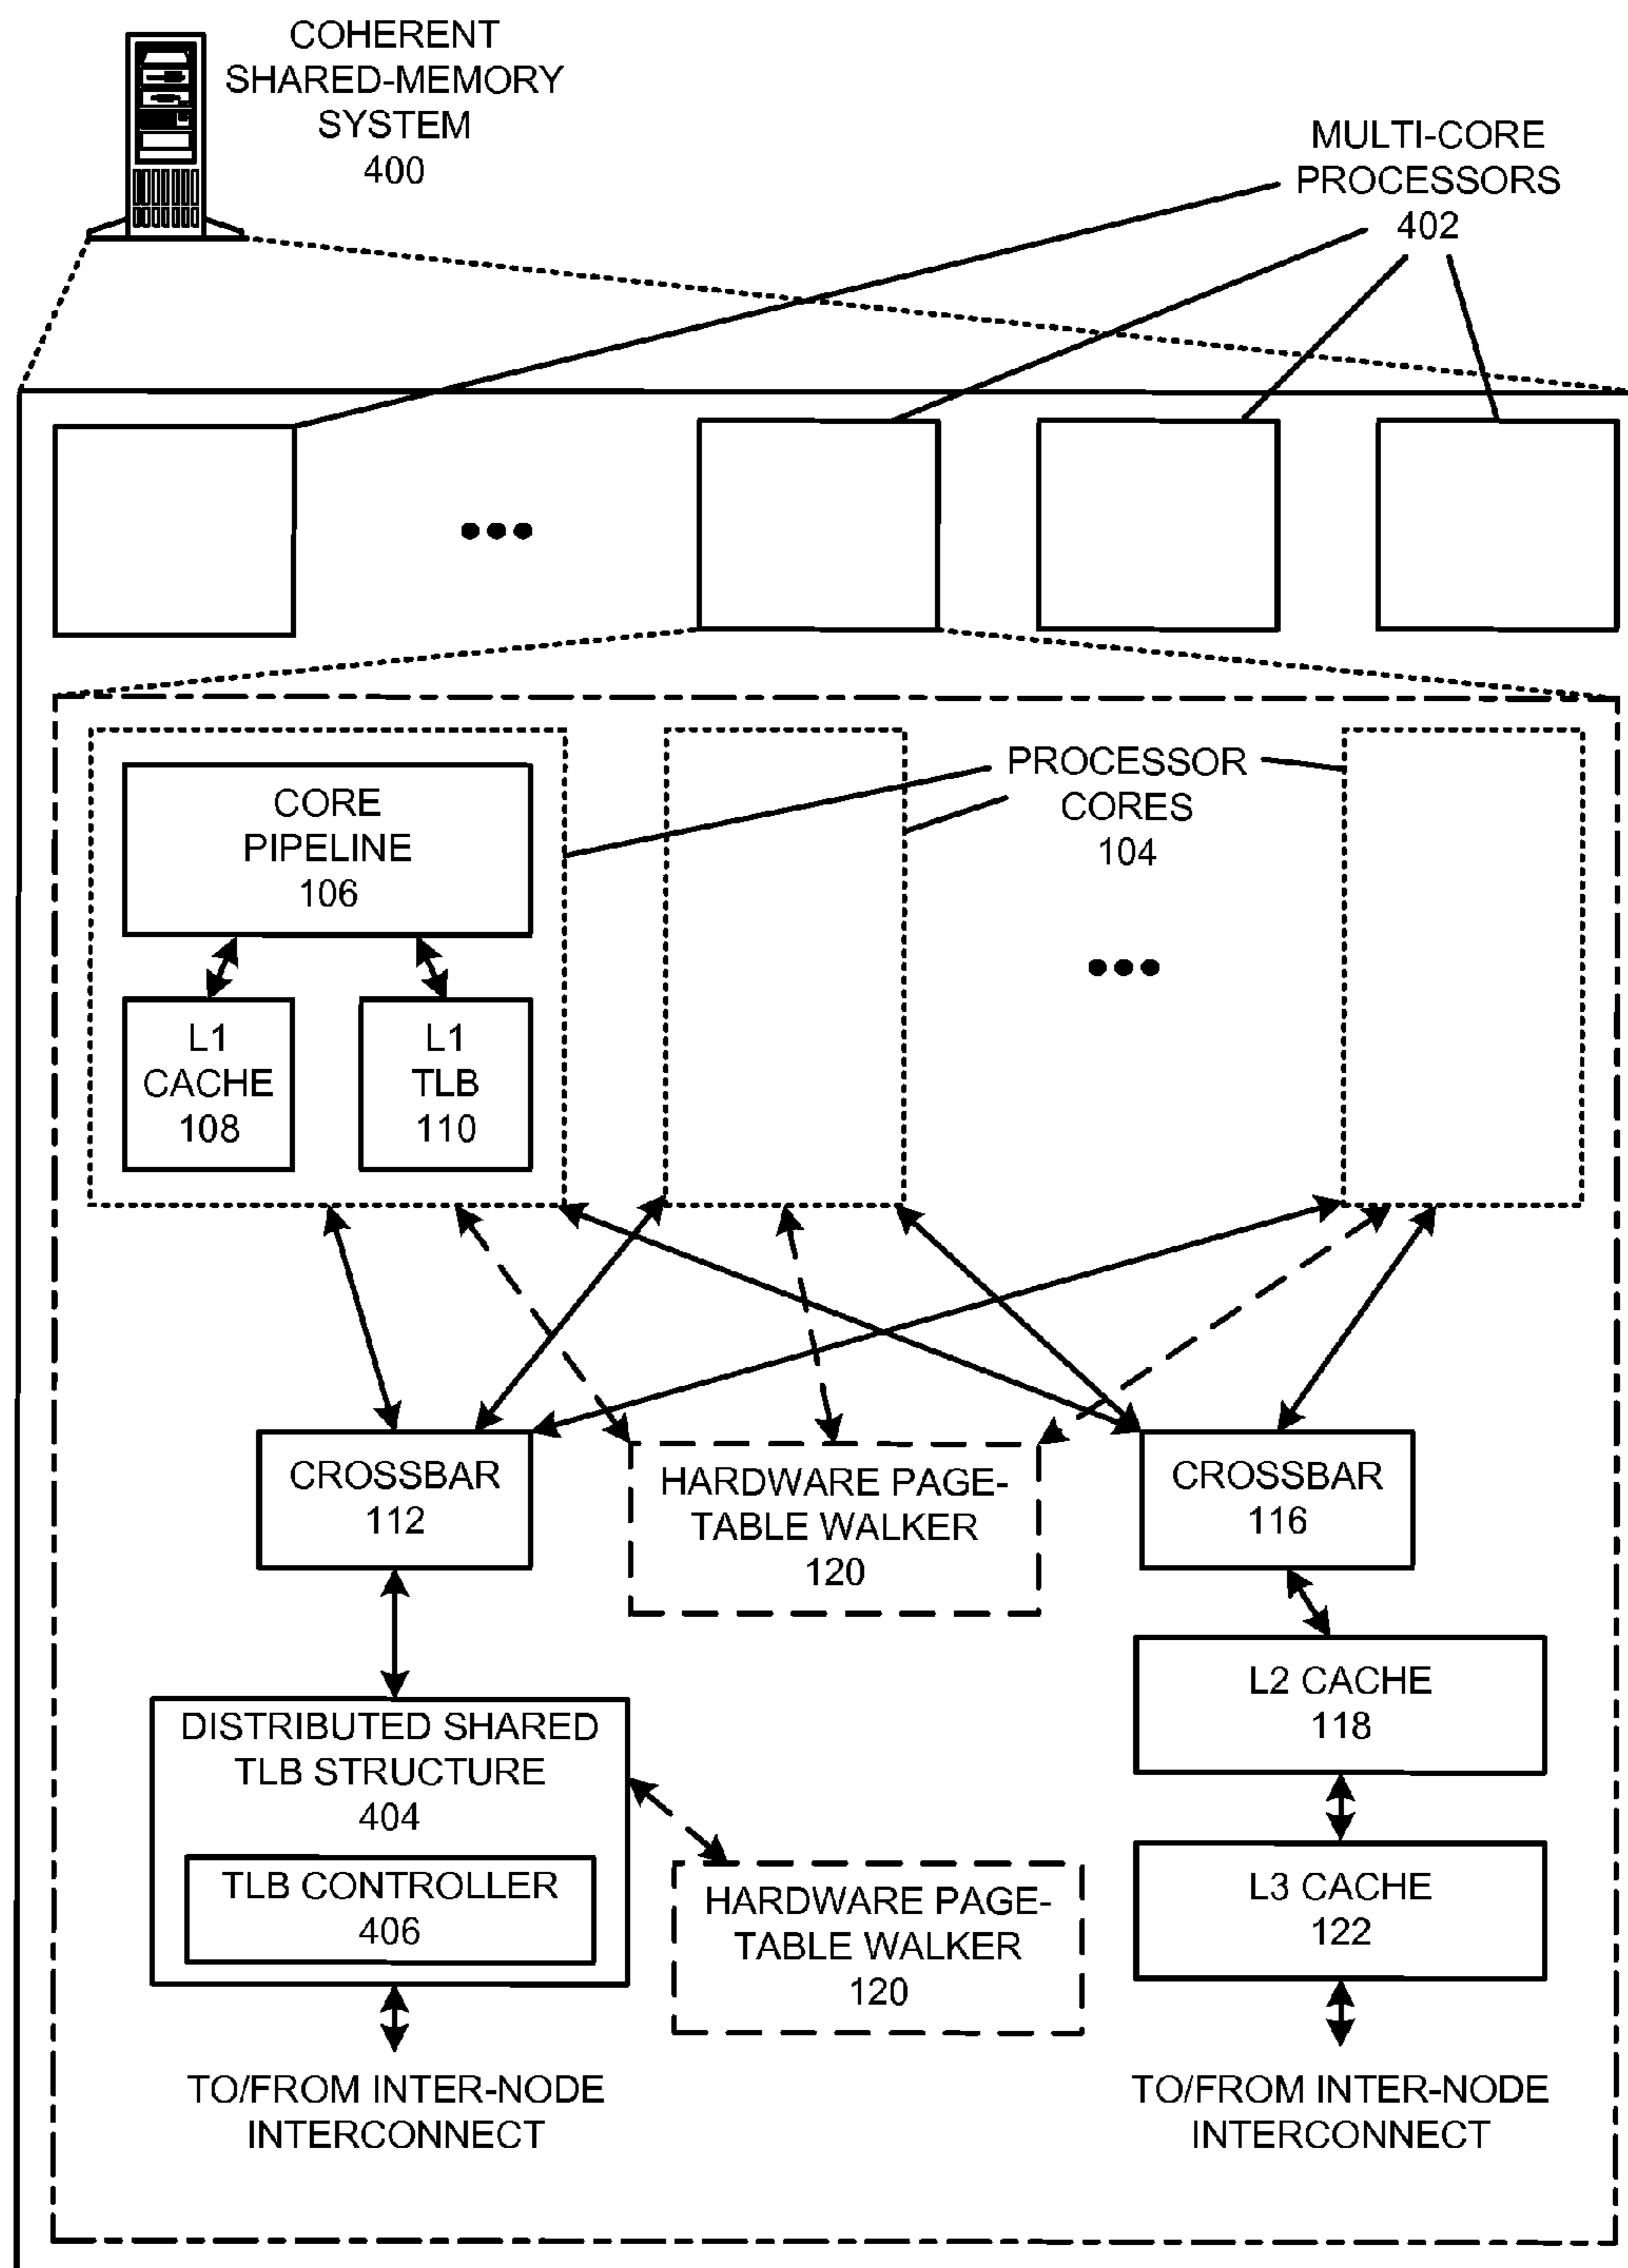 COHERENT
SHARED-MEMORY
SYSTEM
400
MULTI-CORE
PROCESSORS
402
PROCESSOR
CORES
104
CORE
PIPELINE
106
L1
CACHE
108
L1
TLB
110
CROSSBAR
112
HARDWARE PAGE-
TABLE WALKER
120
CROSSBAR
116
DISTRIBUTED SHARED
TLB STRUCTURE
404
TLB CONTROLLER
406
HARDWARE PAGE-
TABLE WALKER
120
L2 CACHE
118
L3 CACHE
122
TO/FROM INTER-NODE
INTERCONNECT
TO/FROM INTER-NODE
INTERCONNECT